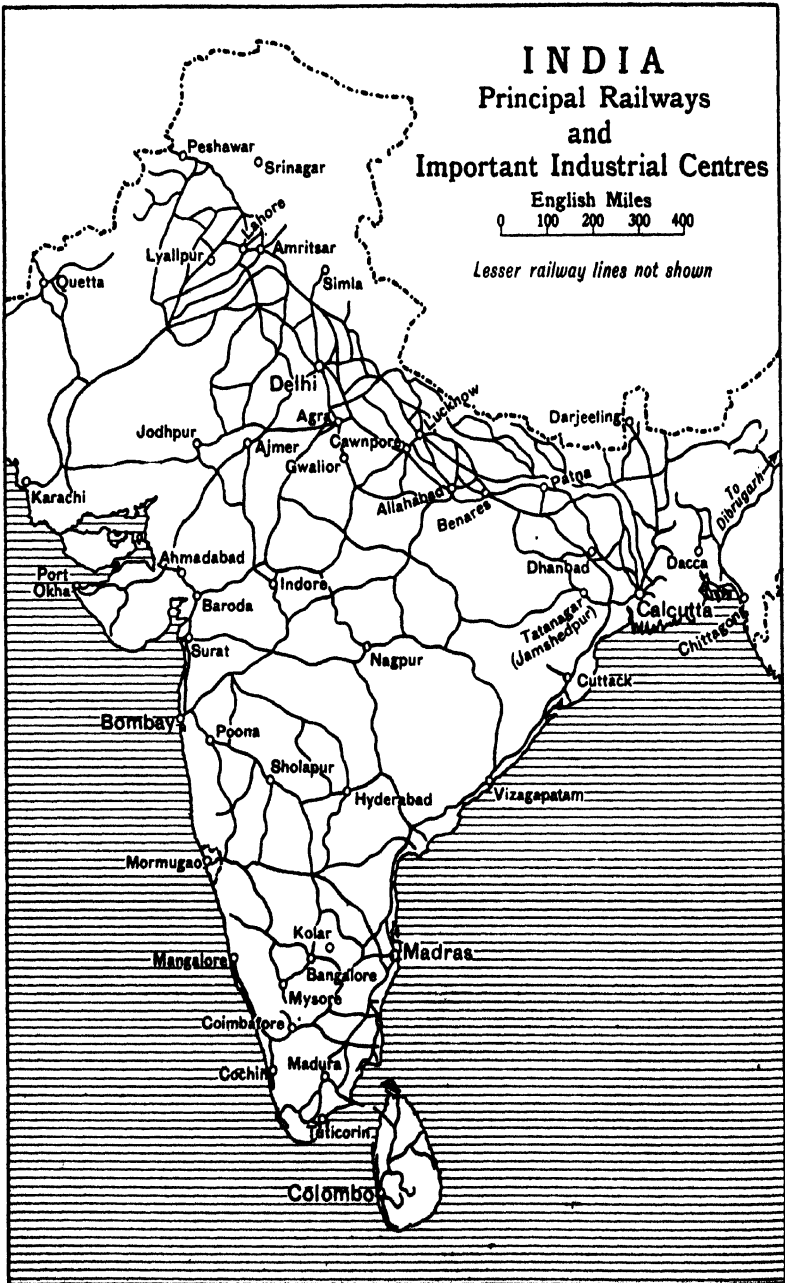 INDIA
Principal Railways
and
Important Industrial Centres
English Miles
0 100 200 300 400
Lesser railway lines not shown
Peshawar
Srinagar
Lahore
Amritsar
Lyallpur
Simla
Quetta
Delhi
Lucknow
Darjeeling
Agra
Jodhpur
Ajmer
Cawnpore
Gwalior
Karachi
Allahabad
Benares
Patna
To
Dibrugarh
Ahmadabad
Port
Okha
Indore
Baroda
Dhanbad
Dacca
Tatanagar
(Jamshedpur)
Calcutta
Chittagong
Surat
Nagpur
Cuttack
Bombay
Poona
Sholapur
Hyderabad
Vizagapatam
Mormugao
Kolar
Madras
Mangalore
Bangalore
Mysore
Coimbatore
Cochin
Madura
Tuticorin
Colombo